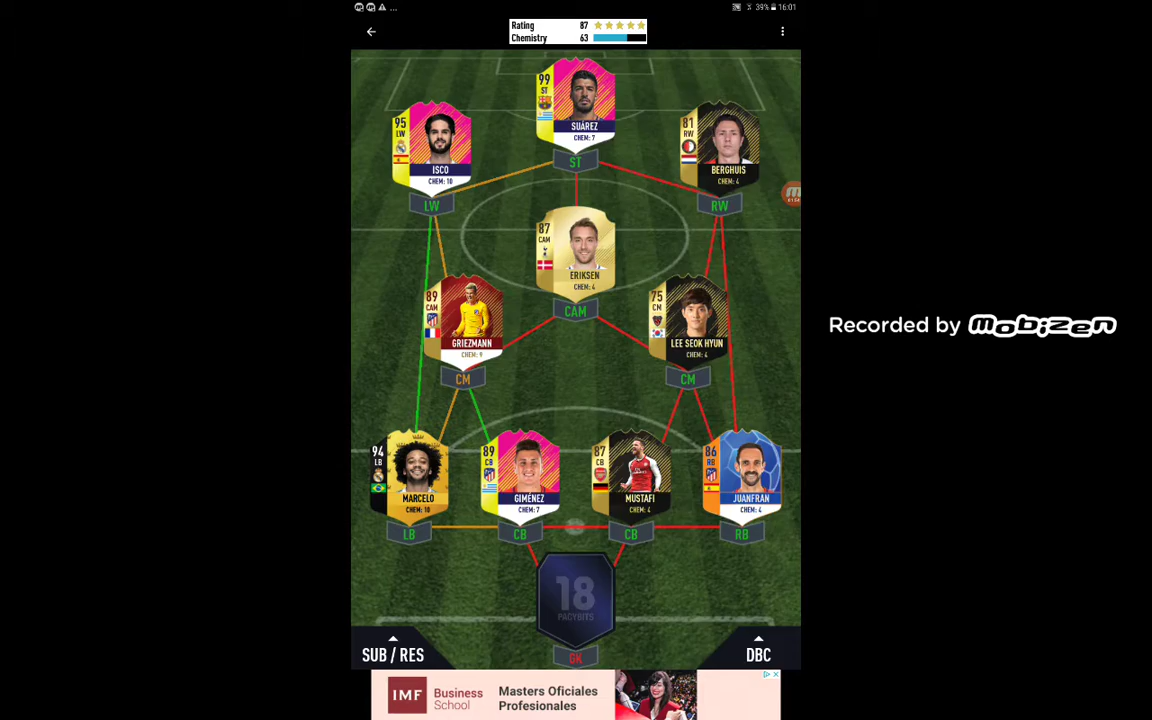 39% 16:01
Rating 87
Chemistry 63
99
ST
SUÁREZ
CHEM: 7
ST
95
LW
ISCO
CHEM: 10
LW
81
RW
BERGHUIS
CHEM: 4
RW
87
CAM
ERIKSEN
CHEM: 4
CAM
89
CAM
GRIEZMANN
CHEM: 9
CM
75
CM
LEE SEOK HYUN
CHEM: 4
CM
Recorded by mobizen
94
LB
MARCELO
CHEM: 10
LB
89
CB
GIMÉNEZ
CHEM: 7
CB
87
CB
MUSTAFI
CHEM: 4
CB
86
RB
JUANFRAN
CHEM: 4
RB
18
PACYBITS
GK
SUB / RES
DBC
IMF Business School
Masters Oficiales
Profesionales